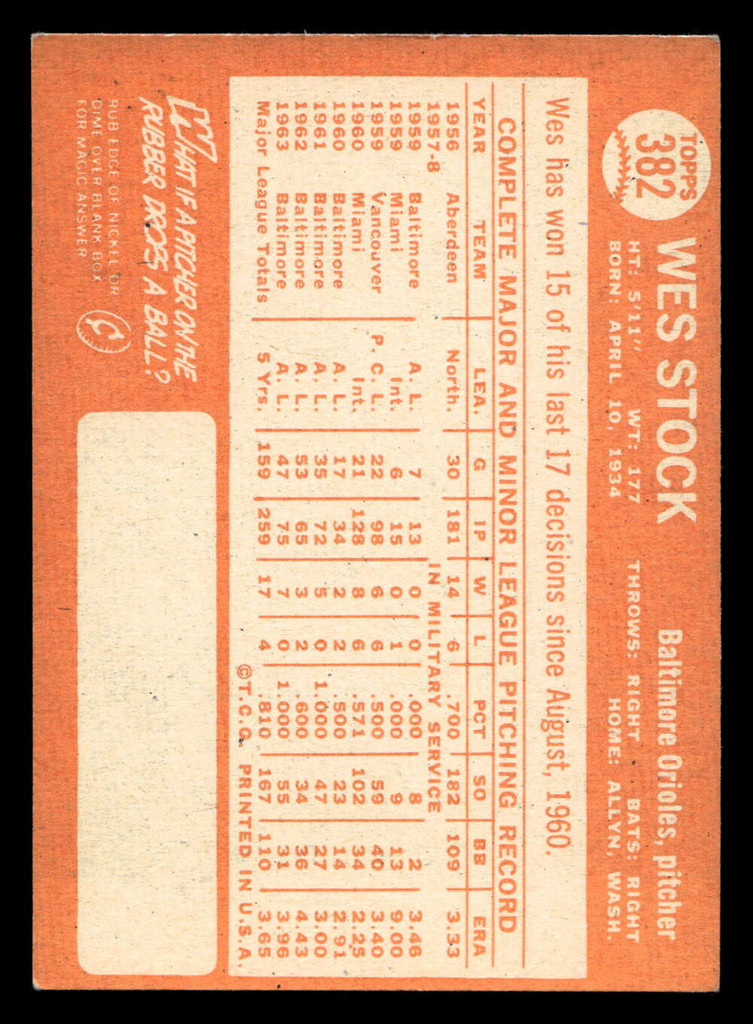 TOPPS
382
WES STOCK Baltimore Orioles, pitcher
HT: 5'11" WT: 177 THROWS: RIGHT BATS: RIGHT
BORN: APRIL 10, 1934 HOME: ALLYN, WASH.
Wes has won 15 of his last 17 decisions since August, 1960.
COMPLETE MAJOR AND MINOR LEAGUE PITCHING RECORD
YEAR TEAM LEA. G IP W L PCT SO BB ERA
1956 Aberdeen North. 30 181 14 6 .700 182 109 3.33
1957-8 IN MILITARY SERVICE
1959 Baltimore A. L. 7 13 0 0 .000 8 2 3.46
1959 Miami Int. 6 15 0 1 .000 9 13 9.00
1959 Vancouver P. C. L. 22 98 6 6 .500 59 40 3.40
1960 Miami Int. 21 128 8 6 .571 102 34 2.25
1960 Baltimore A. L. 17 34 2 2 .500 23 14 2.91
1961 Baltimore A. L. 35 72 5 0 1.000 47 27 3.00
1962 Baltimore A. L. 53 65 3 2 .600 34 36 4.43
1963 Baltimore A. L. 47 75 7 0 1.000 55 31 3.96
Major League Totals 5 Yrs. 159 259 17 4 .810 167 110 3.65
©T.C.G. PRINTED IN U.S.A.
WHAT IF A PITCHER ON THE
RUBBER DROPS A BALL?
RUB EDGE OF NICKEL OR
DIME OVER BLANK BOX
FOR MAGIC ANSWER